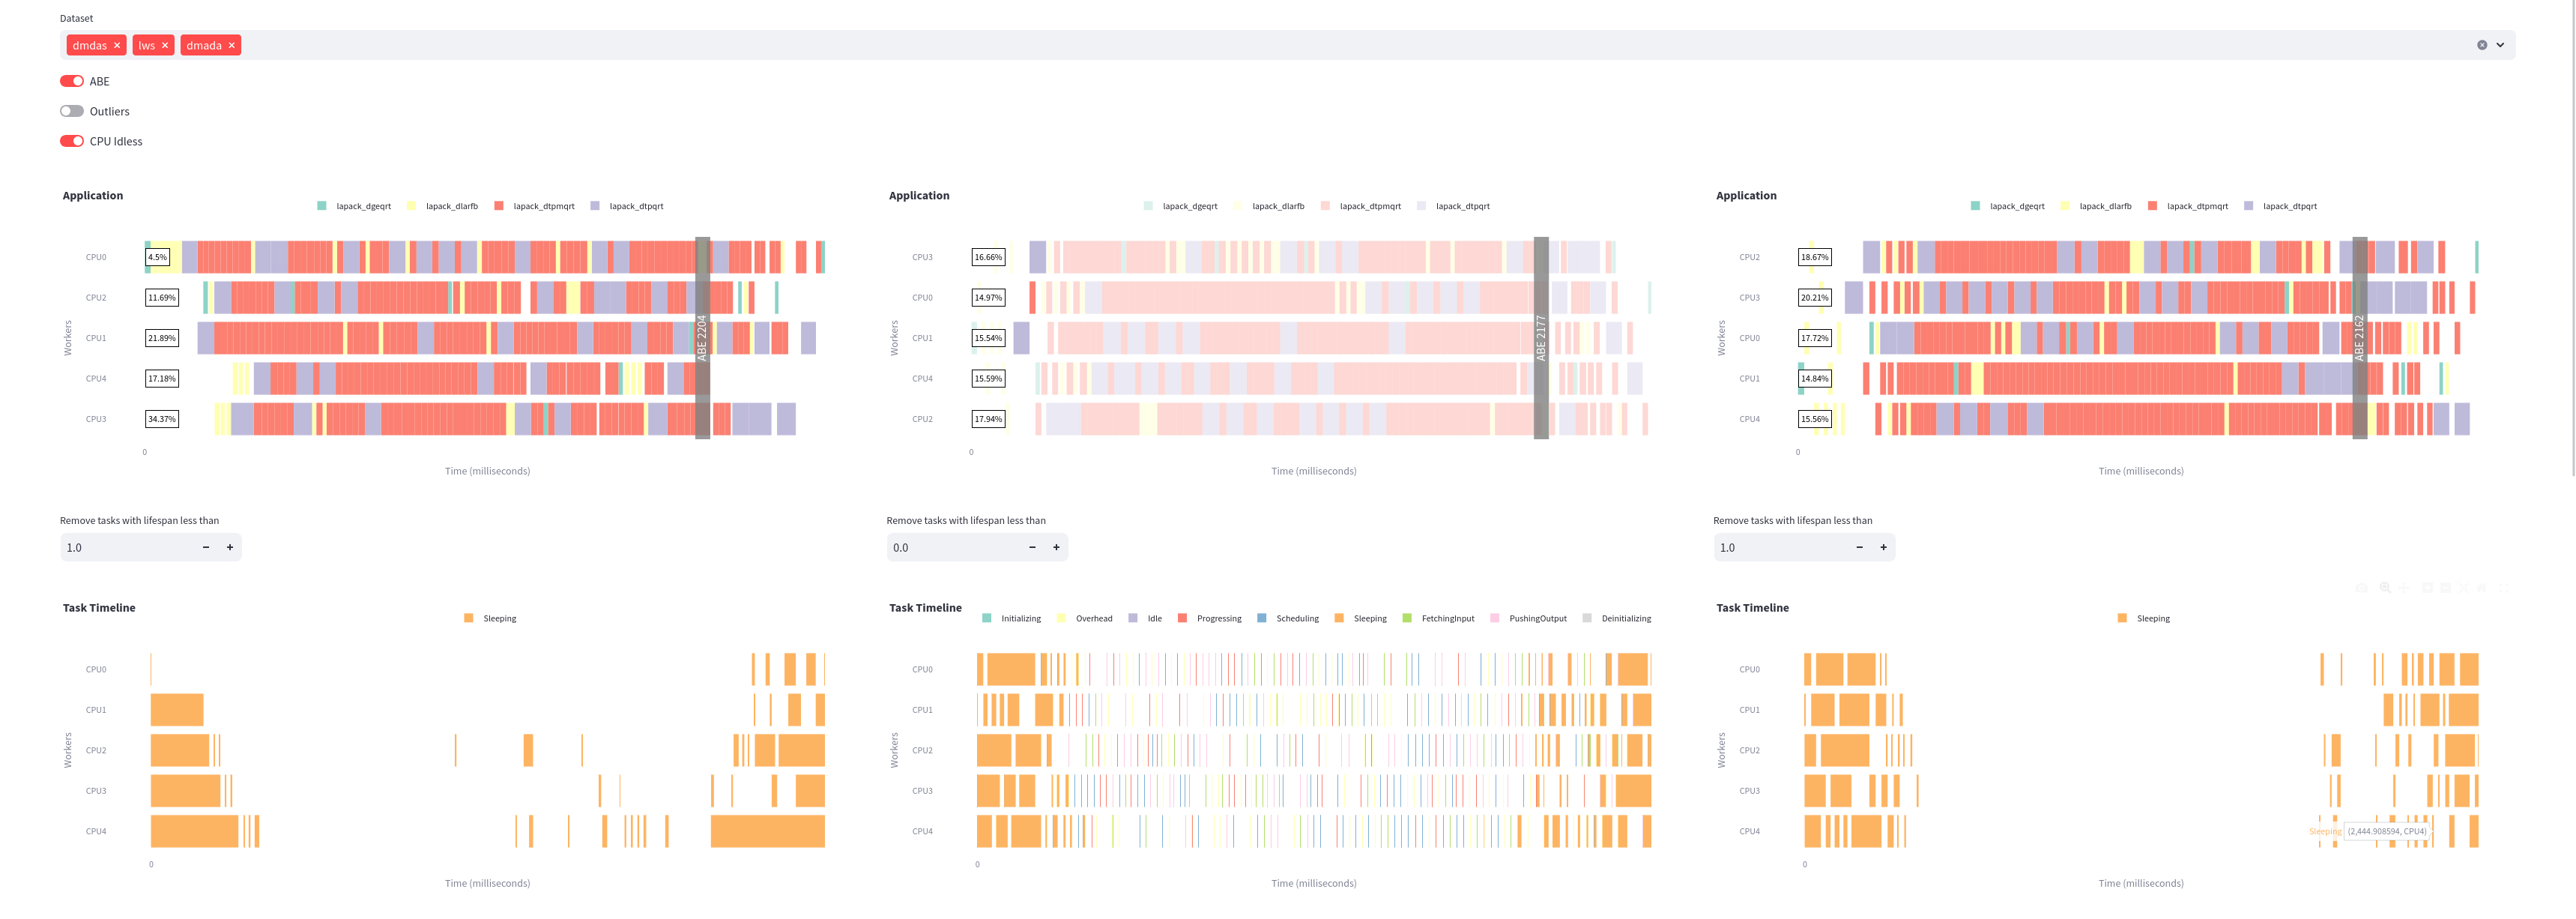 Dataset
dmdas × lws × dmada ×
ABE
Outliers
CPU Idless
Application
lapack_dgeqrt lapack_dlarfb lapack_dtpmqrt lapack_dtpqrt
CPU0 4.5%
CPU2 11.69%
CPU1 21.89%
CPU4 17.18%
CPU3 34.37%
Workers
ABE 2204
0
Time (milliseconds)
Application
lapack_dgeqrt lapack_dlarfb lapack_dtpmqrt lapack_dtpqrt
CPU3 16.66%
CPU0 14.97%
CPU1 15.54%
CPU4 15.59%
CPU2 17.94%
Workers
ABE 2177
0
Time (milliseconds)
Application
lapack_dgeqrt lapack_dlarfb lapack_dtpmqrt lapack_dtpqrt
CPU2 18.67%
CPU3 20.21%
CPU0 17.72%
CPU1 14.84%
CPU4 15.56%
Workers
ABE 2162
0
Time (milliseconds)
Remove tasks with lifespan less than
1.0 − +
Remove tasks with lifespan less than
0.0 − +
Remove tasks with lifespan less than
1.0 − +
Task Timeline
Sleeping
CPU0
CPU1
CPU2
CPU3
CPU4
Workers
0
Time (milliseconds)
Task Timeline
Initializing Overhead Idle Progressing Scheduling Sleeping FetchingInput PushingOutput Deinitializing
CPU0
CPU1
CPU2
CPU3
CPU4
Workers
0
Time (milliseconds)
Task Timeline
Sleeping
CPU0
CPU1
CPU2
CPU3
CPU4
Workers
Sleeping (2,444.908594, CPU4)
0
Time (milliseconds)